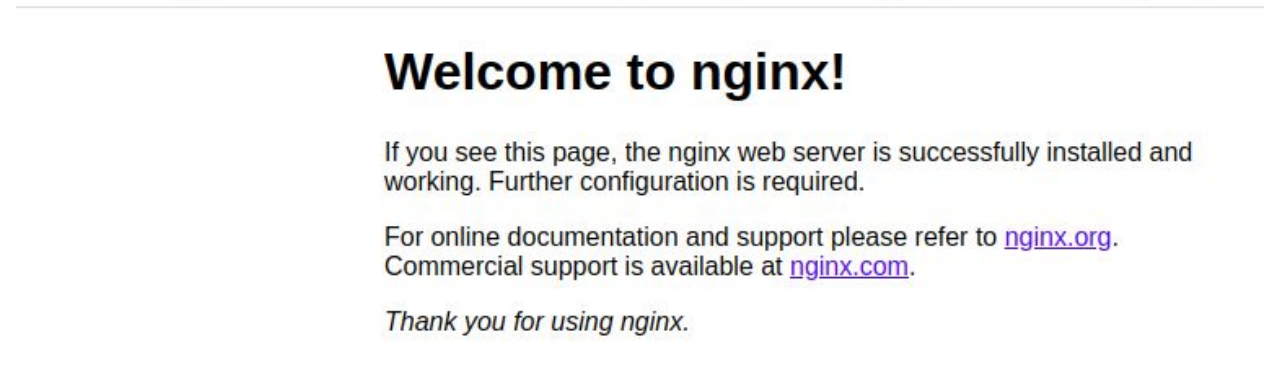 Welcome to nginx!
If you see this page, the nginx web server is successfully installed and
working. Further configuration is required.
For online documentation and support please refer to nginx.org.
Commercial support is available at nginx.com.
Thank you for using nginx.